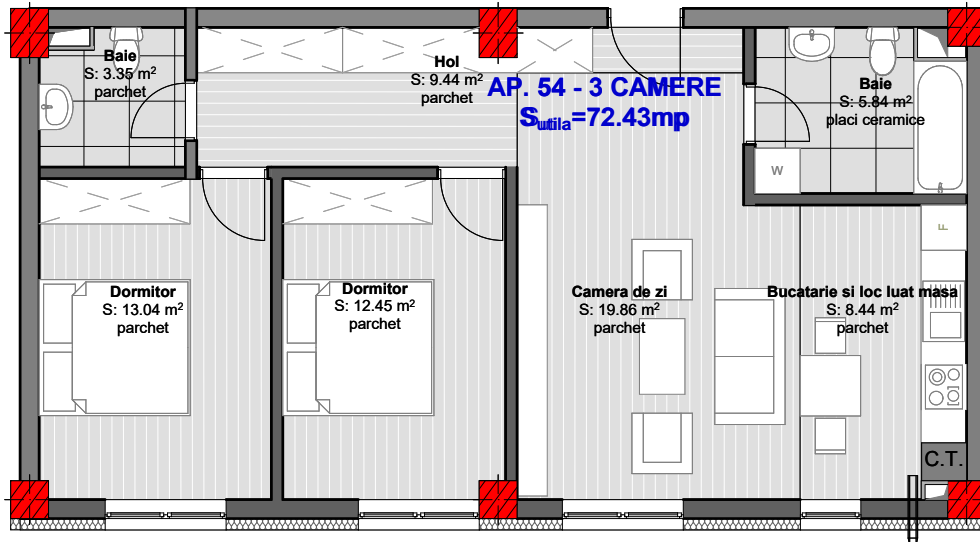 Baie
S: 3.35 m²
parchet
Hol
S: 9.44 m²
parchet
AP. 54 - 3 CAMERE
Sutila=72.43mp
Baie
S: 5.84 m²
placi ceramice
W
F
Dormitor
S: 13.04 m²
parchet
Dormitor
S: 12.45 m²
parchet
Camera de zi
S: 19.86 m²
parchet
Bucatarie si loc luat masa
S: 8.44 m²
parchet
C.T.